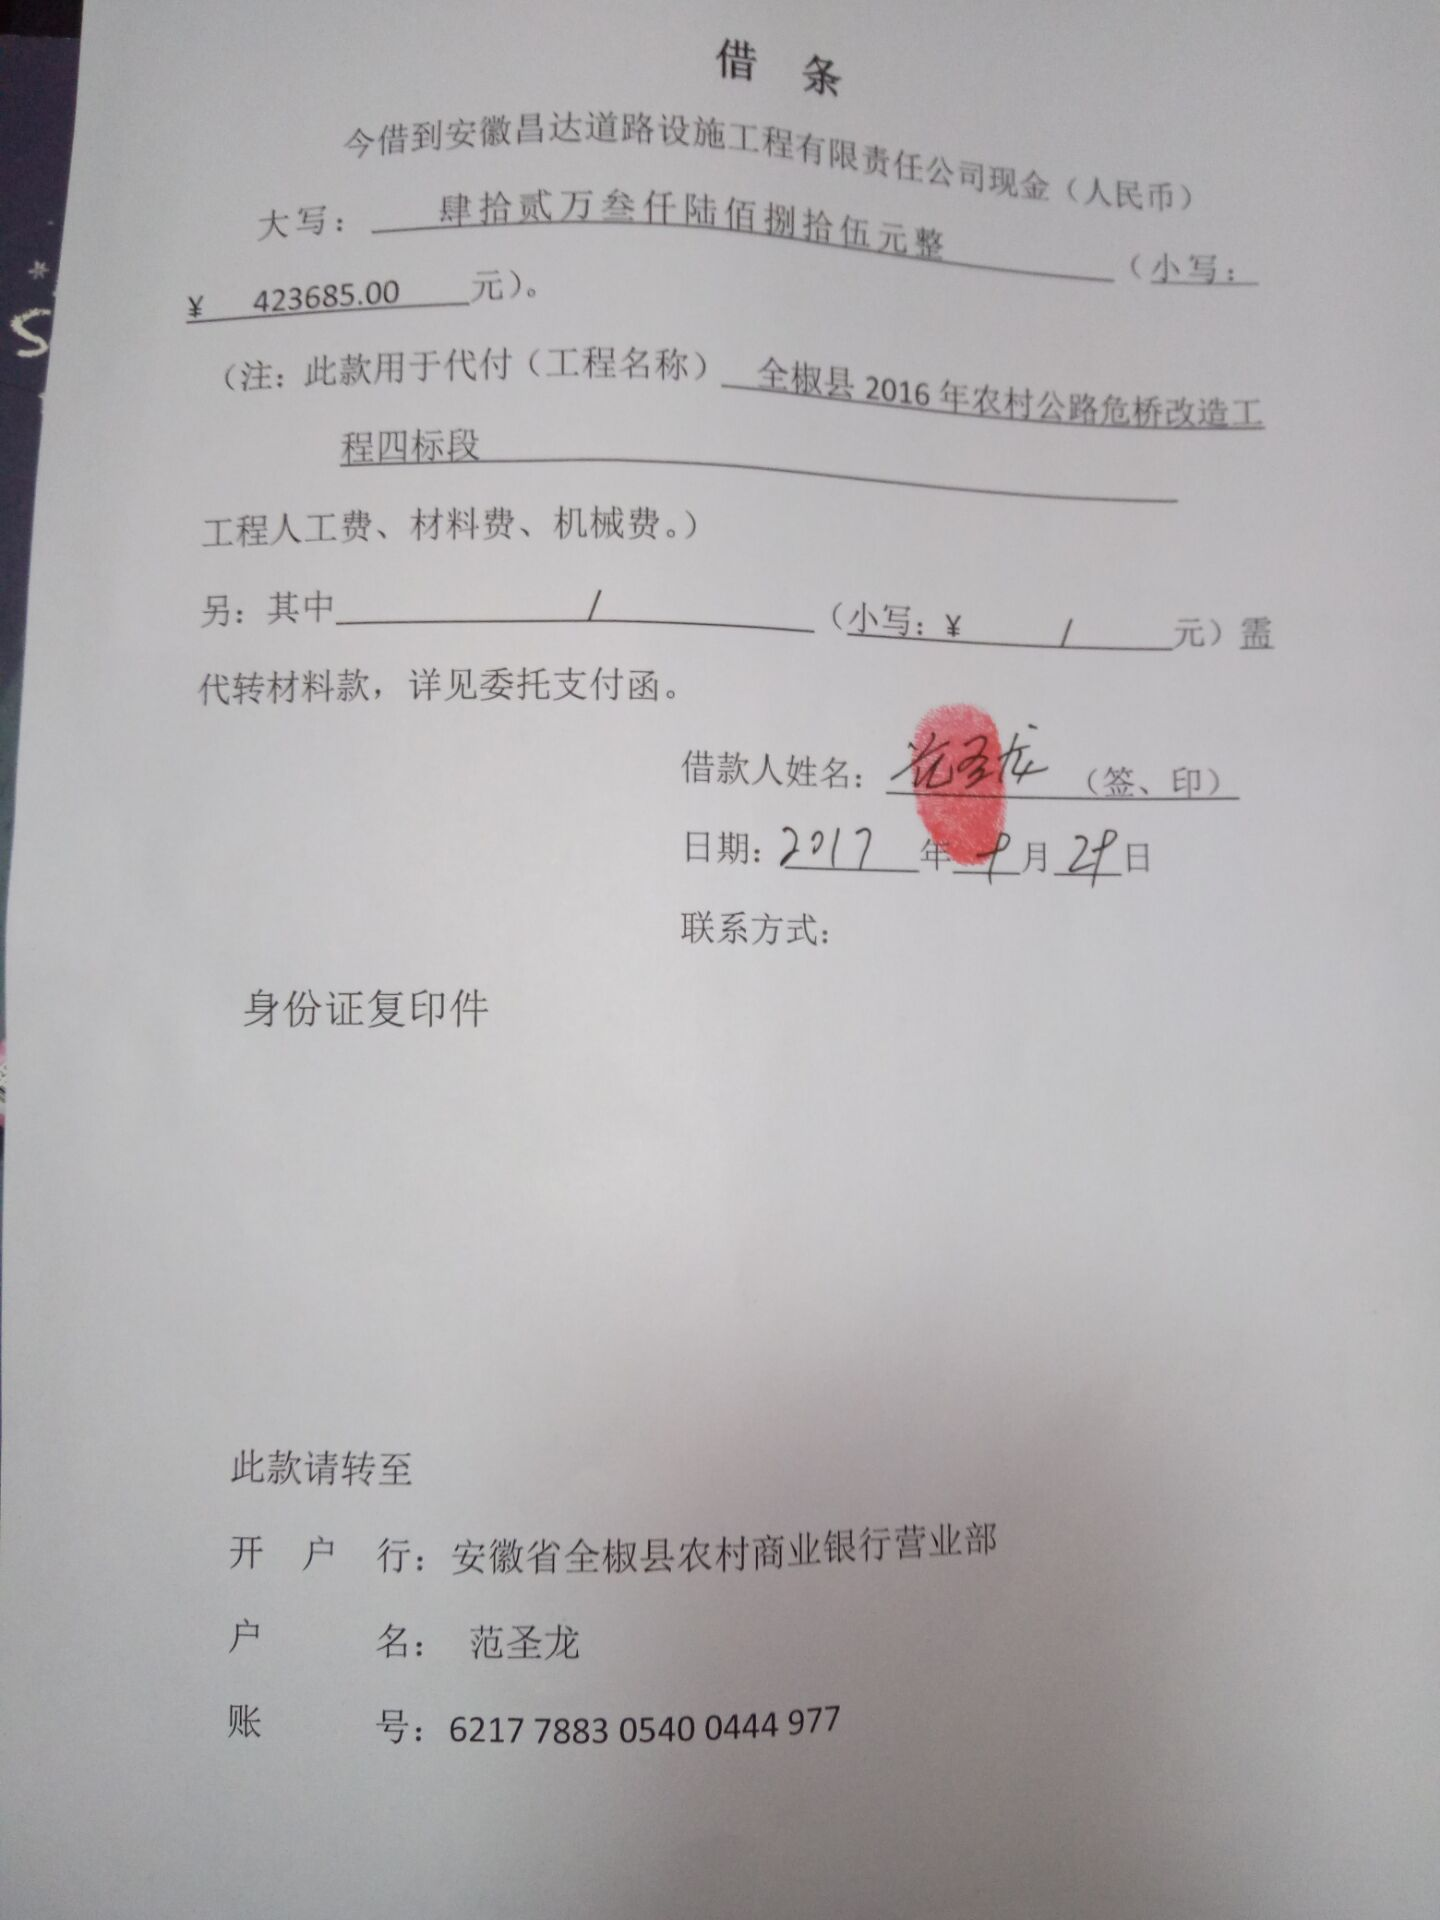 借 条
今借到安徽昌达道路设施工程有限责任公司现金（人民币）
大写： 肆拾贰万叁仟陆佰捌拾伍元整 （小写：
¥ 423685.00 元）。
（注：此款用于代付（工程名称） 全椒县 2016 年农村公路危桥改造工
程四标段
工程人工费、材料费、机械费。）
另：其中 / （小写：¥ / 元）需
代转材料款，详见委托支付函。
借款人姓名： 范圣龙 （签、印）
日期：2017 年 9 月 29 日
联系方式：
身份证复印件
此款请转至
开 户 行：安徽省全椒县农村商业银行营业部
户 名： 范圣龙
账 号：6217 7883 0540 0444 977
S